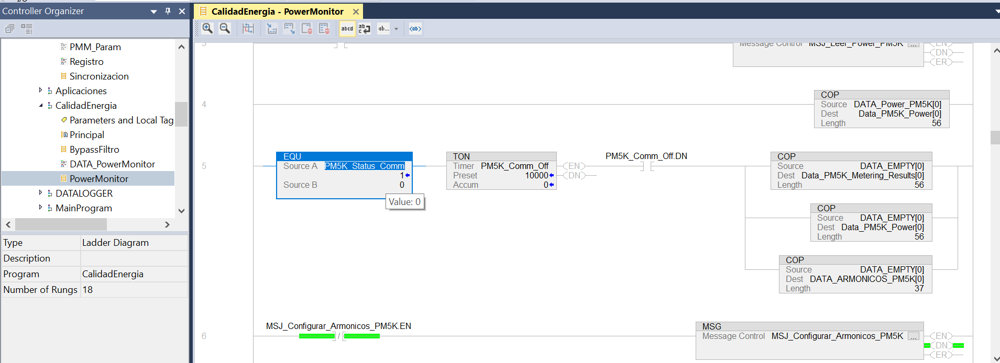 Controller Organizer
PMM_Param
Registro
Sincronizacion
Aplicaciones
CalidadEnergia
Parameters and Local Tag
Principal
BypassFiltro
DATA_PowerMonitor
PowerMonitor
DATALOGGER
MainProgram
Type Ladder Diagram
Description
Program CalidadEnergia
Number of Rungs 18
CalidadEnergia - PowerMonitor
abcd
ab
c
ab...
<ab>
3
Message Control MSJ_Leer_Power_PM5K ...
EN
DN
ER
4
COP
Source DATA_Power_PM5K[0]
Dest Data_PM5K_Power[0]
Length 56
5
EQU
Source A PM5K_Status_Comm
1
Source B 0
Value: 0
TON
Timer PM5K_Comm_Off
Preset 10000
Accum 0
EN
DN
PM5K_Comm_Off.DN
COP
Source DATA_EMPTY[0]
Dest Data_PM5K_Metering_Results[0]
Length 56
COP
Source DATA_EMPTY[0]
Dest Data_PM5K_Power[0]
Length 56
COP
Source DATA_EMPTY[0]
Dest DATA_ARMONICOS_PM5K[0]
Length 37
6
MSJ_Configurar_Armonicos_PM5K.EN
/
MSG
Message Control MSJ_Configurar_Armonicos_PM5K ...
EN
DN
ER